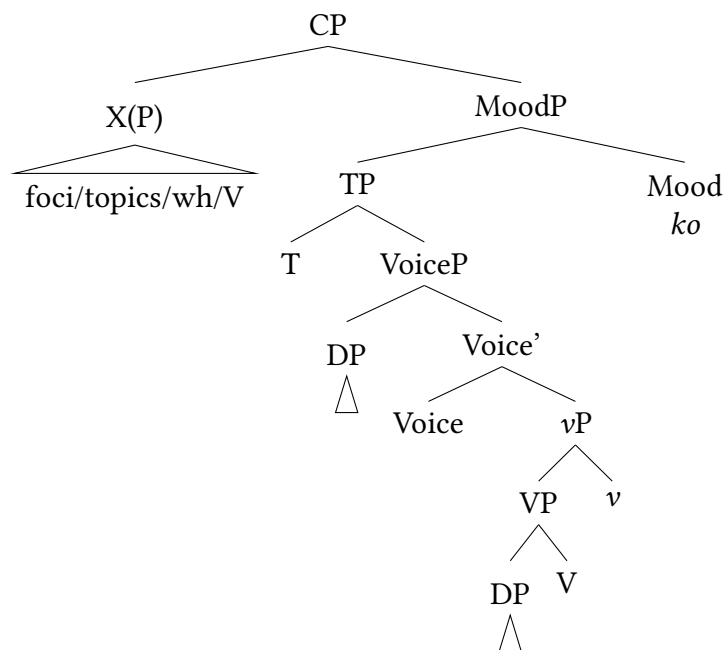 CP
X(P) MoodP
foci/topics/wh/V TP Mood
ko
T VoiceP
DP Voice’
Voice vP
VP v
DP V